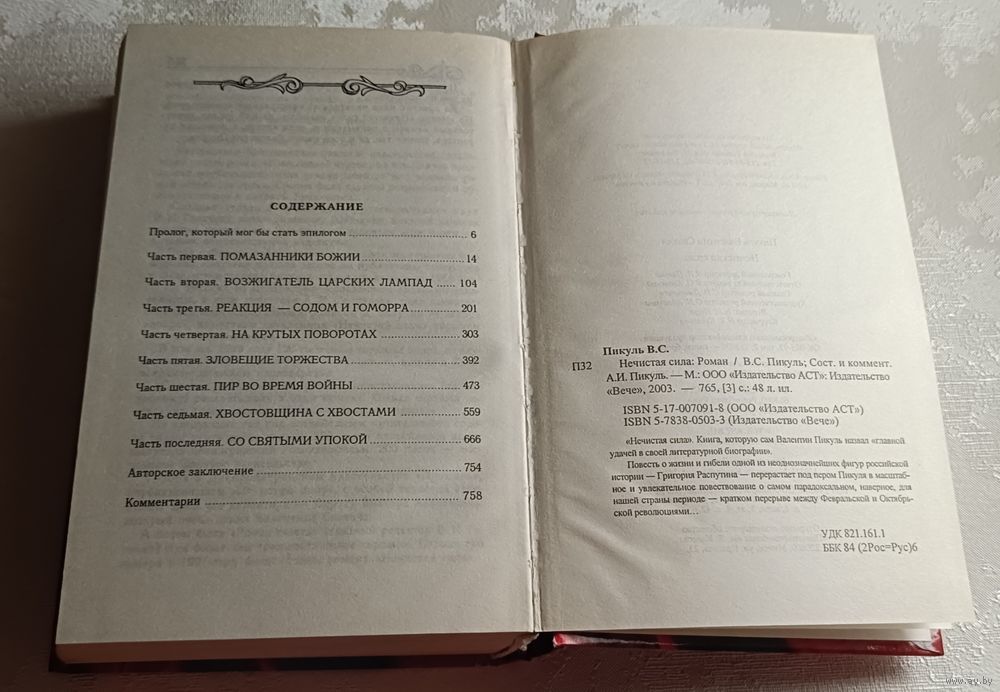 СОДЕРЖАНИЕ
Пролог, который мог бы стать эпилогом ........................ 6
Часть первая. ПОМАЗАННИКИ БОЖИИ ........................ 14
Часть вторая. ВОЗЖИГАТЕЛЬ ЦАРСКИХ ЛАМПАД ...... 104
Часть третья. РЕАКЦИЯ — СОДОМ И ГОМОРРА ............ 201
Часть четвертая. НА КРУТЫХ ПОВОРОТАХ .................... 303
Часть пятая. ЗЛОВЕЩИЕ ТОРЖЕСТВА ........................ 392
Часть шестая. ПИР ВО ВРЕМЯ ВОЙНЫ ........................ 473
Часть седьмая. ХВОСТОВЩИНА С ХВОСТАМИ ................ 559
Часть последняя. СО СВЯТЫМИ УПОКОЙ .................... 666
Авторское заключение ........................................ 754
Комментарии ........................................ 758
Пикуль В.С.
П32 Нечистая сила: Роман / В.С. Пикуль; Сост. и коммент.
А.И. Пикуль. — М.: ООО «Издательство АСТ»: Издательство
«Вече», 2003. — 765, [3] с.: 48 л. ил.
ISBN 5-17-007091-8 (ООО «Издательство АСТ»)
ISBN 5-7838-0503-3 (Издательство «Вече»)
«Нечистая сила». Книга, которую сам Валентин Пикуль назвал «главной
удачей в своей литературной биографии».
Повесть о жизни и гибели одной из неоднозначнейших фигур российской
истории — Григория Распутина — перерастает под пером Пикуля в масштаб-
ное и увлекательное повествование о самом парадоксальном, наверное, для
нашей страны периоде — кратком перерыве между Февральской и Октябрь-
ской революциями...
УДК 821.161.1
ББК 84 (2Рос=Рус)6
www.ay.by